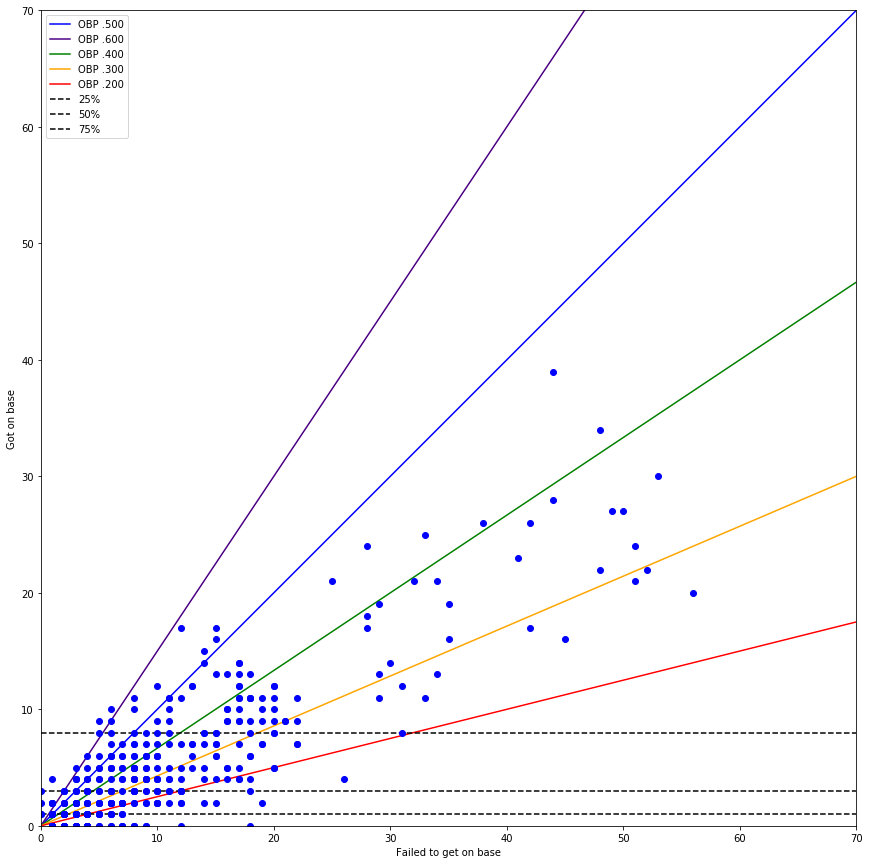 70
60
50
40
30
20
10
0
Got on base
OBP .500
OBP .600
OBP .400
OBP .300
OBP .200
25%
50%
75%
0 10 20 30 40 50 60 70
Failed to get on base